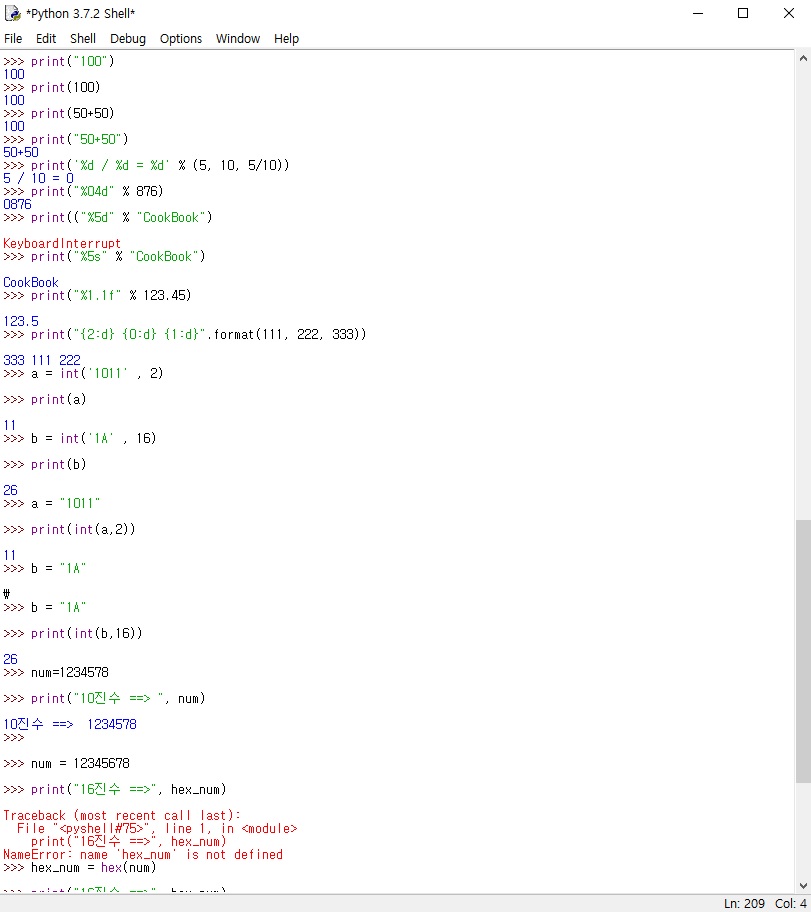 *Python 3.7.2 Shell*
File Edit Shell Debug Options Window Help
>>> print("100")
100
>>> print(100)
100
>>> print(50+50)
100
>>> print("50+50")
50+50
>>> print('%d / %d = %d' % (5, 10, 5/10))
5 / 10 = 0
>>> print("%04d" % 876)
0876
>>> print(("%5d" % "CookBook")
KeyboardInterrupt
>>> print("%5s" % "CookBook")
CookBook
>>> print("%1.1f" % 123.45)
123.5
>>> print("{2:d} {0:d} {1:d}".format(111, 222, 333))
333 111 222
>>> a = int('1011' , 2)
>>> print(a)
11
>>> b = int('1A' , 16)
>>> print(b)
26
>>> a = "1011"
>>> print(int(a,2))
11
>>> b = "1A"
₩
>>> b = "1A"
>>> print(int(b,16))
26
>>> num=1234578
>>> print("10진수 ==> ", num)
10진수 ==>  1234578
>>>
>>> num = 12345678
>>> print("16진수 ==>", hex_num)
Traceback (most recent call last):
  File "<pyshell#75>", line 1, in <module>
    print("16진수 ==>", hex_num)
NameError: name 'hex_num' is not defined
>>> hex_num = hex(num)
>>> print("16진수 ==>", hex_num)
Ln: 209 Col: 4